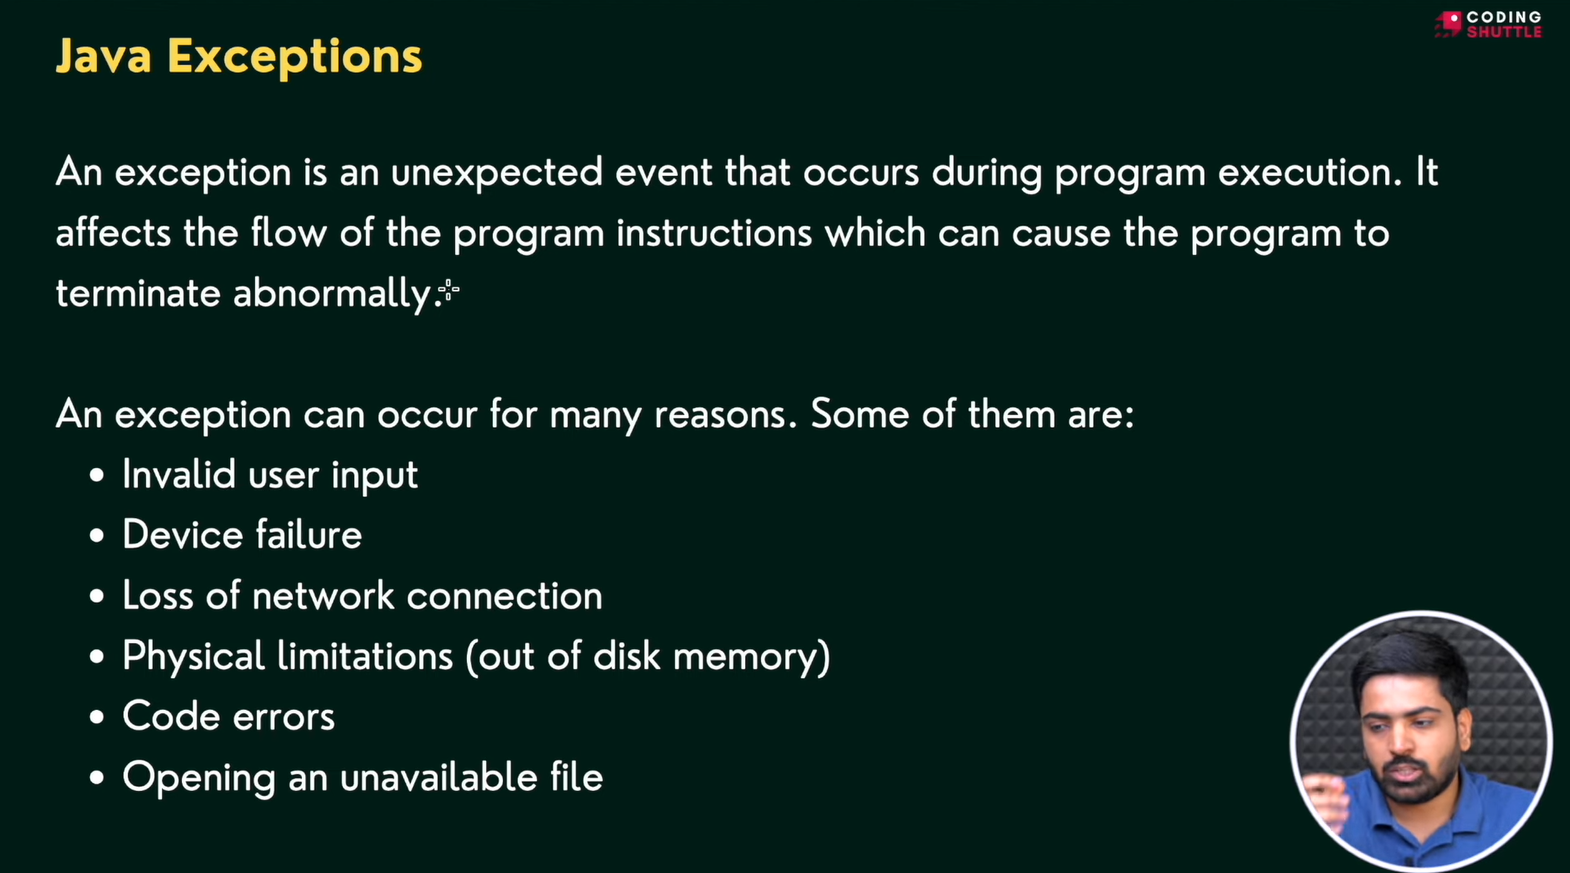 CODING
SHUTTLE
Java Exceptions
An exception is an unexpected event that occurs during program execution. It
affects the flow of the program instructions which can cause the program to
terminate abnormally.
An exception can occur for many reasons. Some of them are:
• Invalid user input
• Device failure
• Loss of network connection
• Physical limitations (out of disk memory)
• Code errors
• Opening an unavailable file